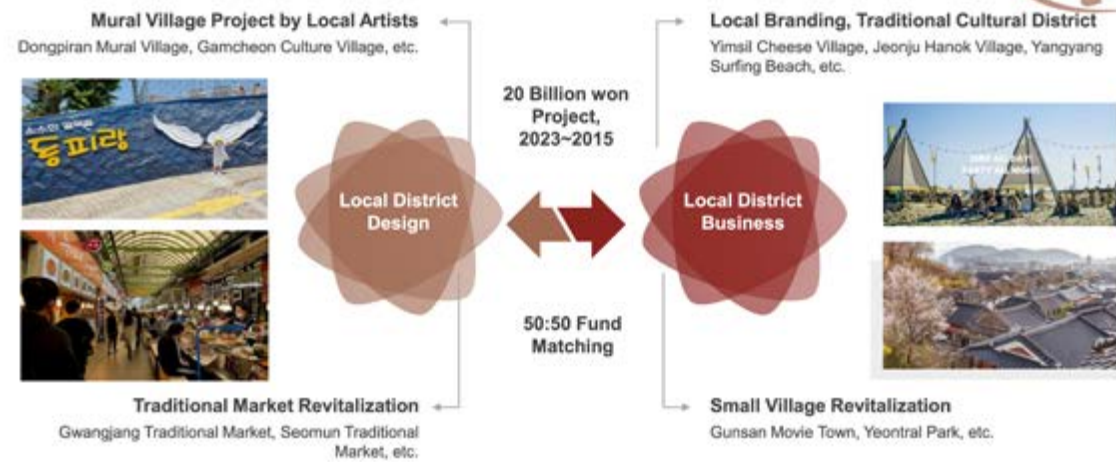 Mural Village Project by Local Artists
Dongpiran Mural Village, Gamcheon Culture Village, etc.
Local Branding, Traditional Cultural District
Yimsil Cheese Village, Jeonju Hanok Village, Yangyang
Surfing Beach, etc.
20 Billion won
Project,
2023~2015
동피랑
Local District
Design
Local District
Business
50:50 Fund
Matching
Traditional Market Revitalization
Gwangjang Traditional Market, Seomun Traditional
Market, etc.
Small Village Revitalization
Gunsan Movie Town, Yeontral Park, etc.